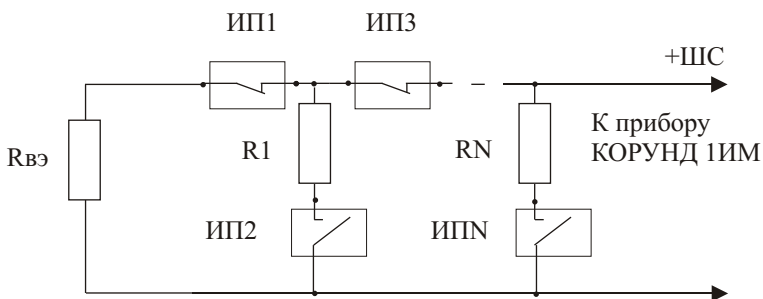 ИП1
ИП3
+ШС
Rвэ
R1
RN
К прибору
КОРУНД 1ИМ
ИП2
ИПN